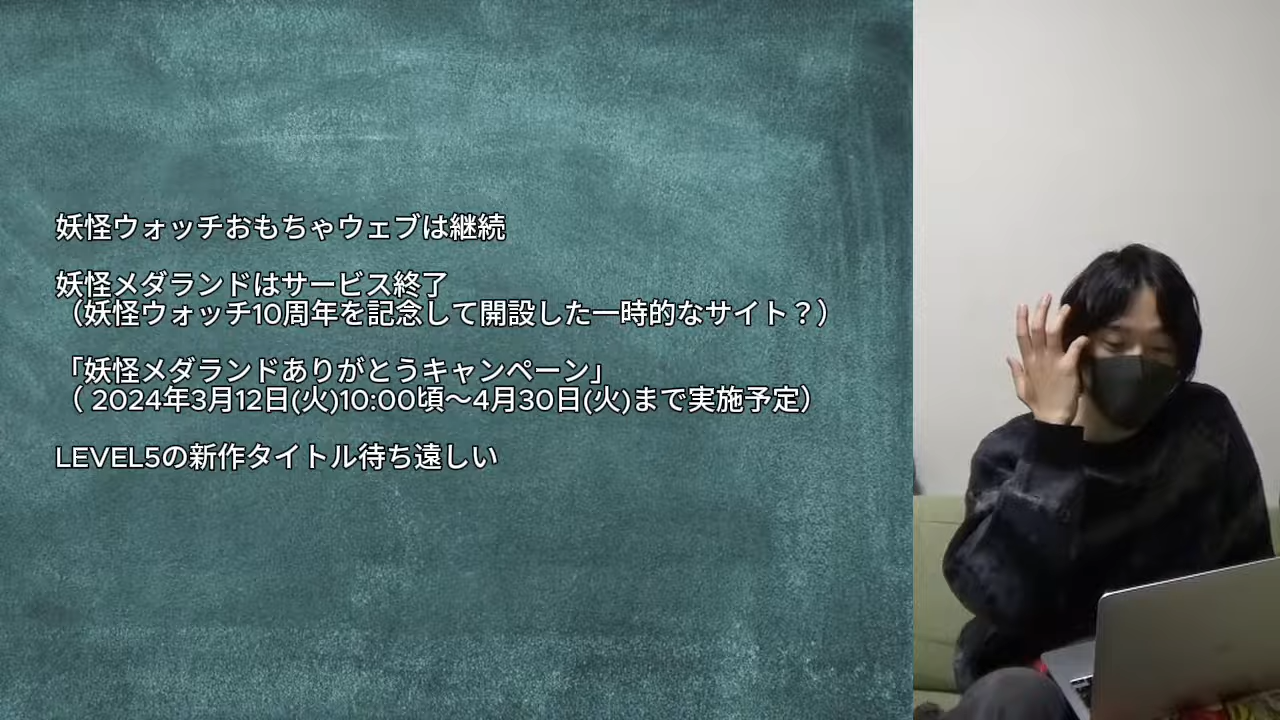 妖怪ウォッチおもちゃウェブは継続
妖怪メダランドはサービス終了
（妖怪ウォッチ10周年を記念して開設した一時的なサイト？）
「妖怪メダランドありがとうキャンペーン」
（ 2024年3月12日(火)10:00頃〜4月30日(火)まで実施予定）
LEVEL5の新作タイトル待ち遠しい